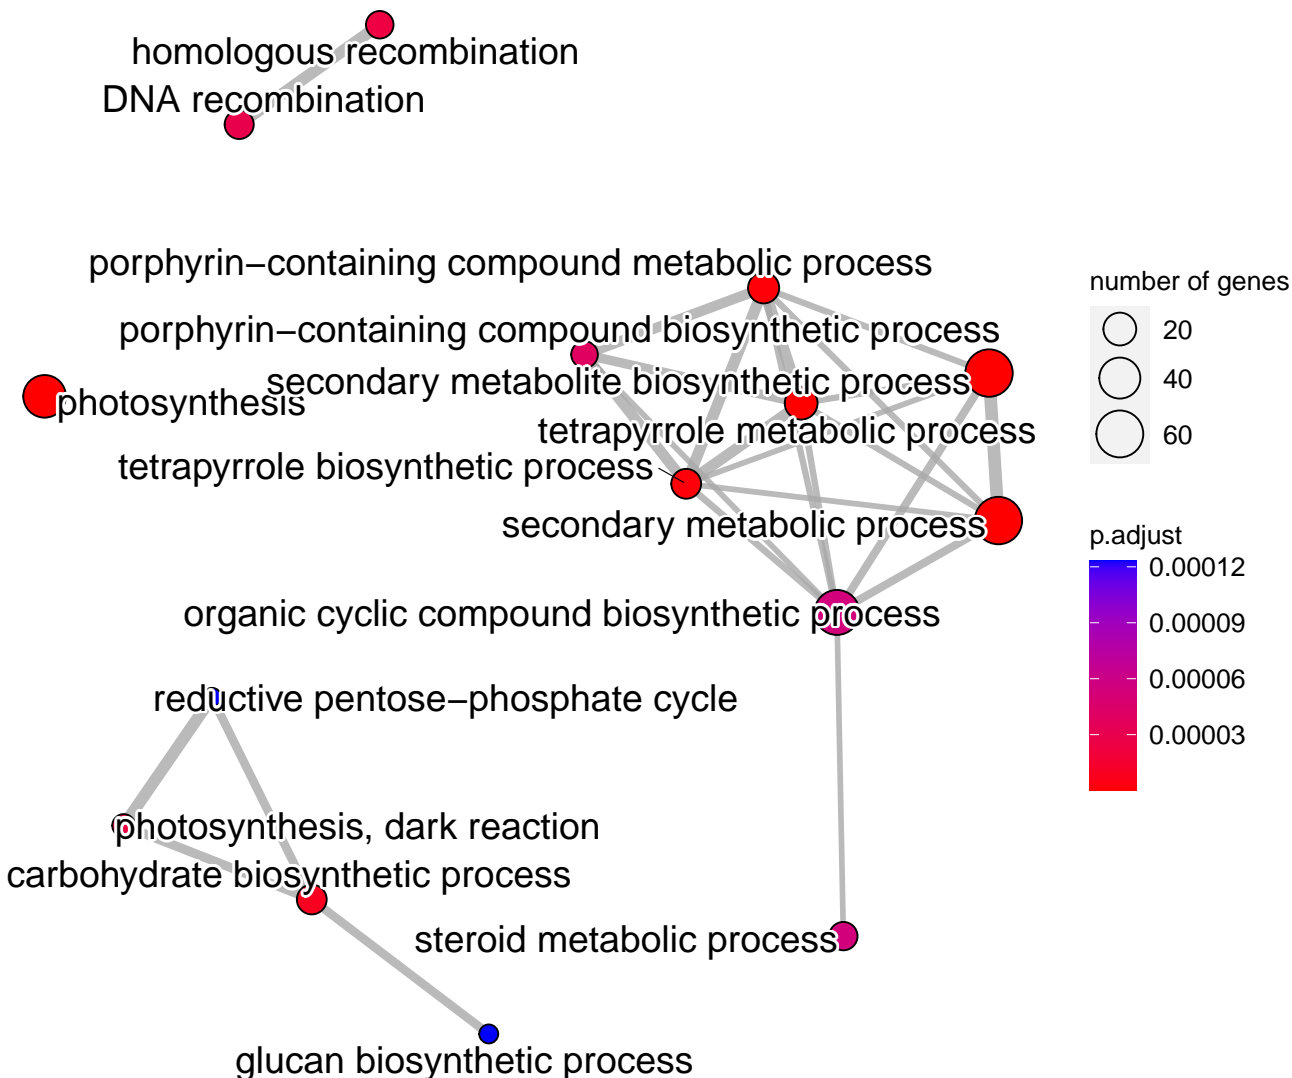 homologous recombination
DNA recombination
porphyrin−containing compound metabolic process
porphyrin−containing compound biosynthetic process
secondary metabolite biosynthetic process
photosynthesis
tetrapyrrole metabolic process
tetrapyrrole biosynthetic process
secondary metabolic process
organic cyclic compound biosynthetic process
reductive pentose−phosphate cycle
photosynthesis, dark reaction
carbohydrate biosynthetic process
steroid metabolic process
glucan biosynthetic process
number of genes
20
40
60
p.adjust
0.00012
0.00009
0.00006
0.00003